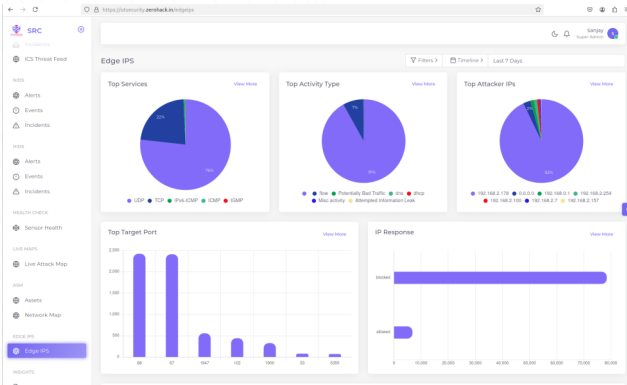 https://otsecurity.zerohack.in/edgeips
SRC
Sanjay
Super-Admin
ICS Threat Feed
Edge IPS
Filters
Timeline
Last 7 Days
NIDS
Alerts
Events
Incidents
HIDS
Alerts
Events
Incidents
HEALTH CHECK
Sensor Health
LIVE MAPS
Live Attack Map
ASM
Assets
Network Map
EDGE IPS
Edge IPS
INSIGHTS
Top Services
View More
22%
UDP TCP IPv6-ICMP ICMP IGMP
Top Activity Type
View More
flow Potentially Bad Traffic dns dhcp
Misc activity Attempted Information Leak
Top Attacker IPs
View More
192.168.2.179 0.0.0.0 192.168.0.1 192.168.2.254
192.168.2.100 192.168.2.7 192.168.2.157
Top Target Port
View More
2,500
2,000
1,500
1,000
500
0
68 67 1947 1900 53 5355
IP Response
View More
blocked
allowed
0 10,000 20,000 30,000 40,000 50,000 60,000 70,000 80,000